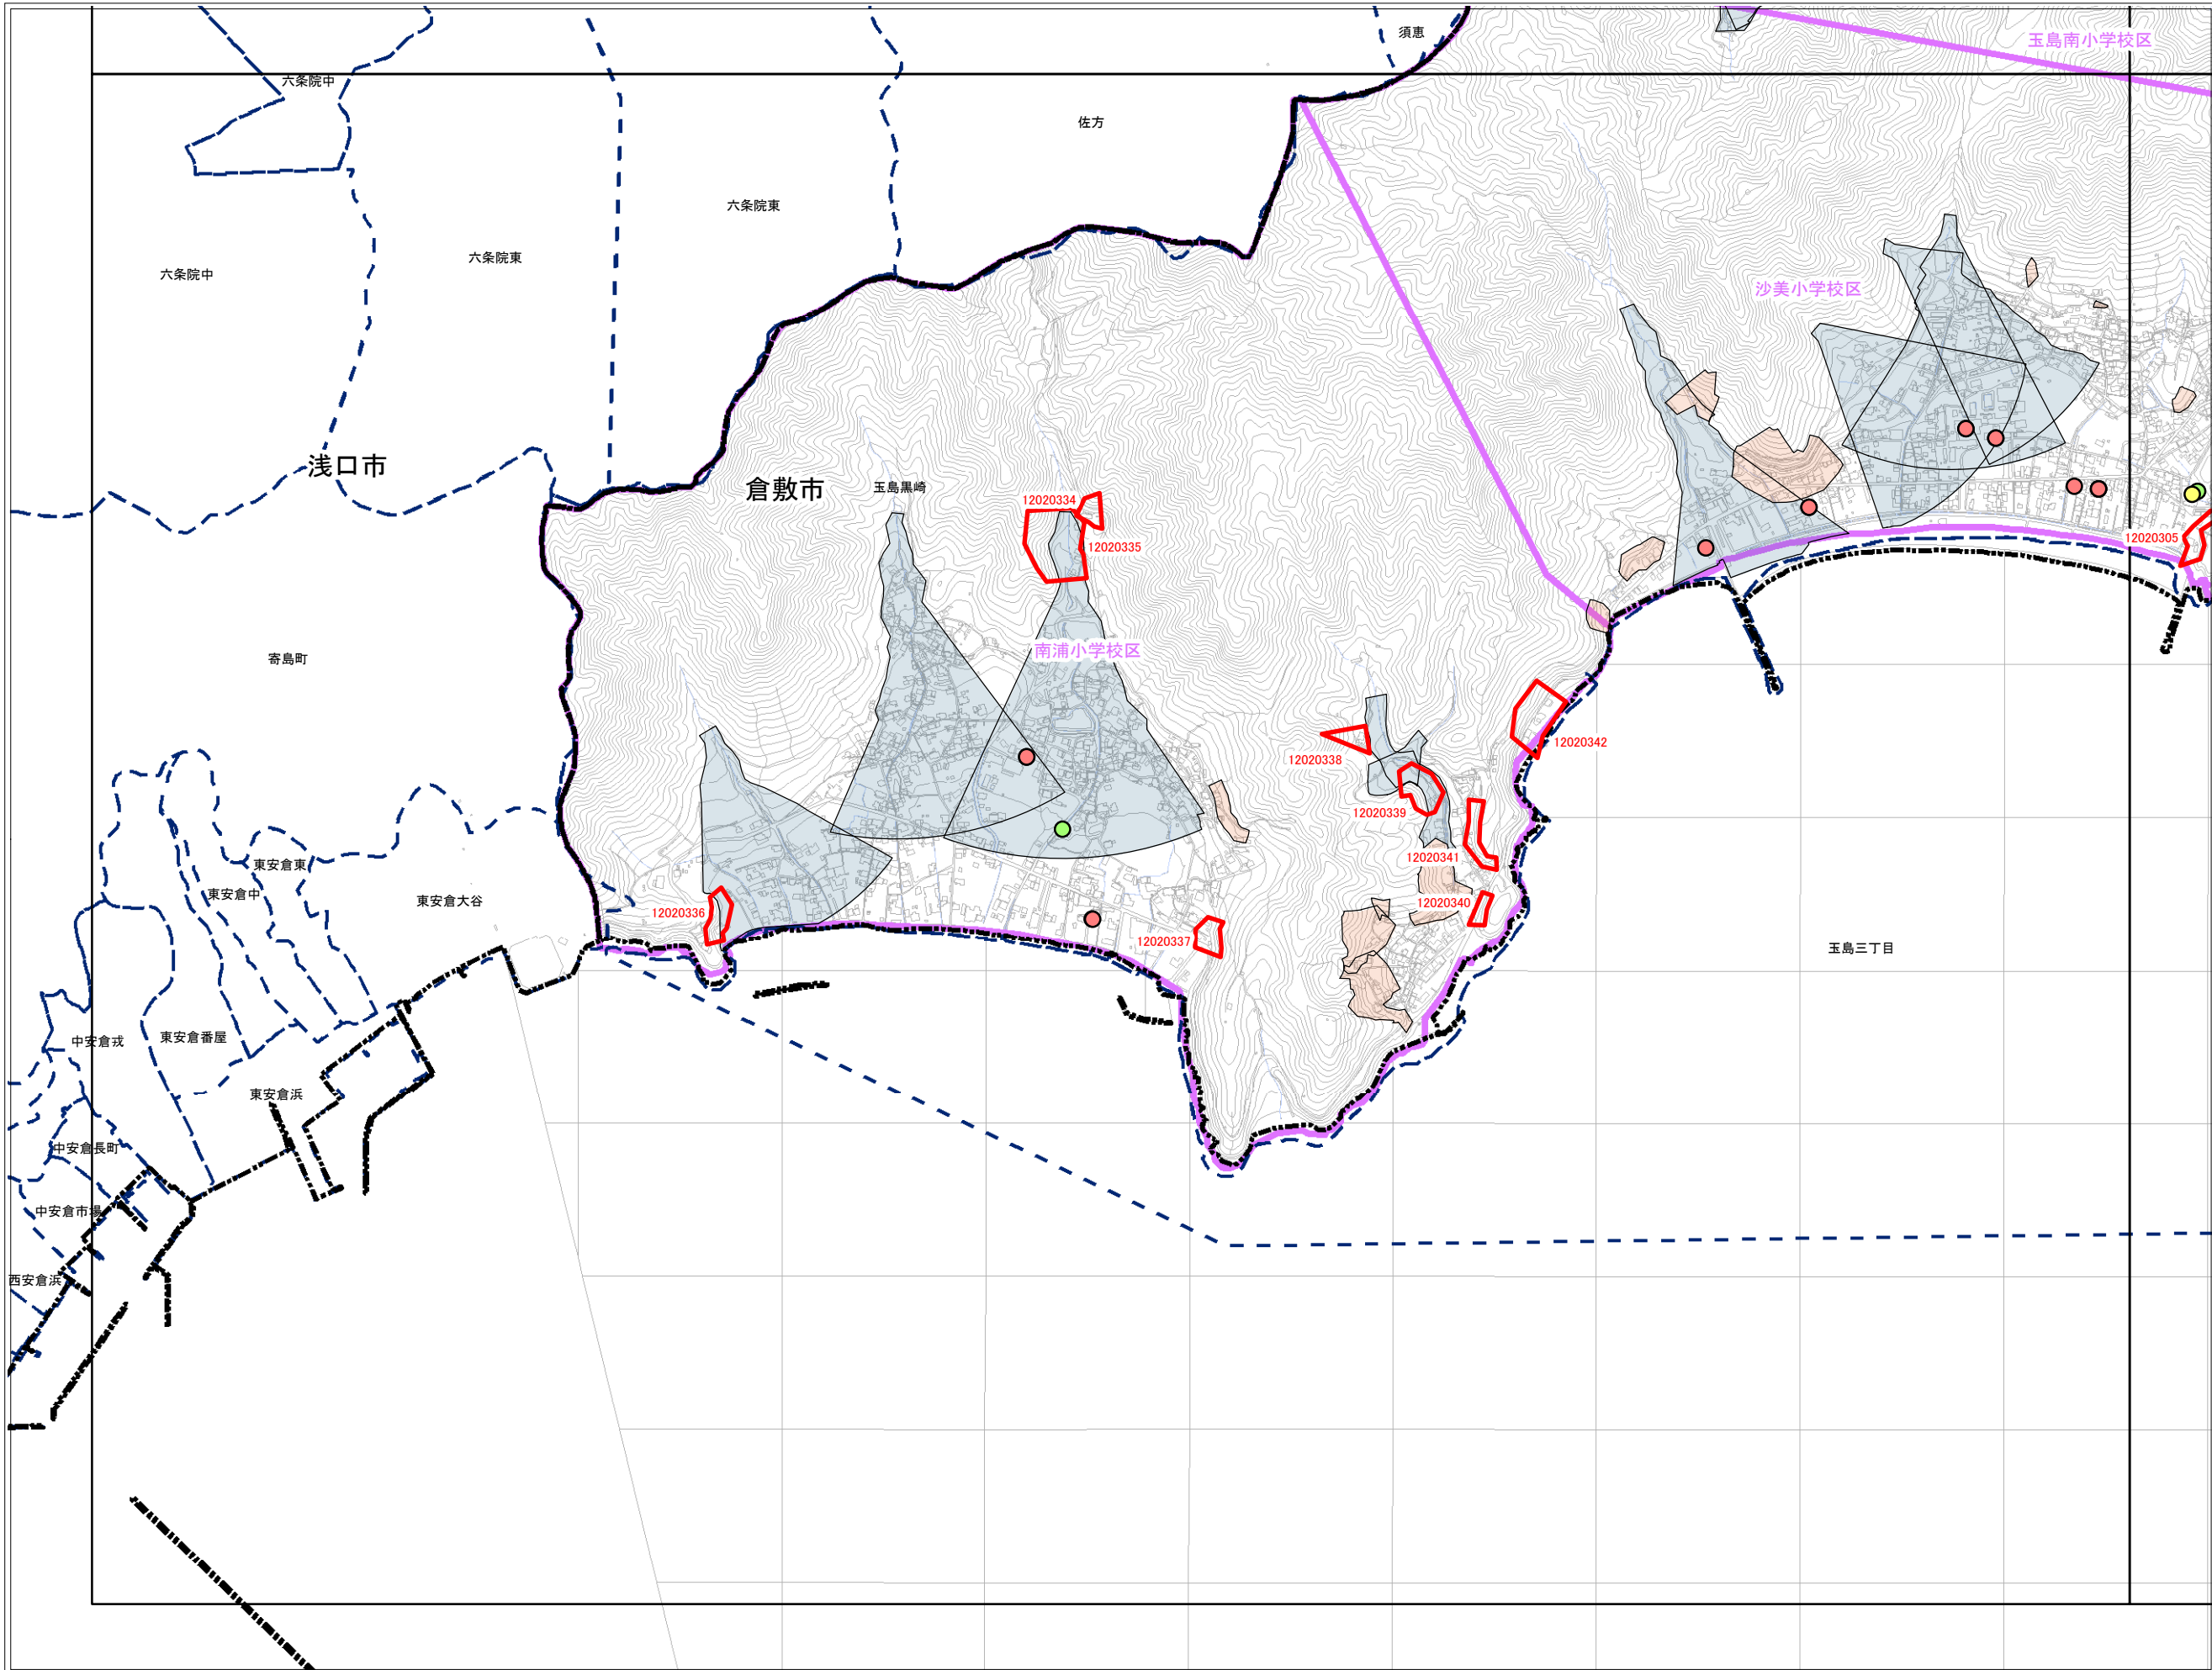 須恵
玉島南小学校区
六条院中
佐方
六条院東
六条院東
六条院中
沙美小学校区
浅口市
倉敷市
玉島黒崎
12020334
12020335
12020305
南浦小学校区
寄島町
12020342
12020338
12020339
12020341
東安倉東
東安倉中
東安倉大谷
12020340
12020336
12020337
玉島三丁目
東安倉番屋
中安倉戎
東安倉浜
中安倉長町
中安倉市場
西安倉浜